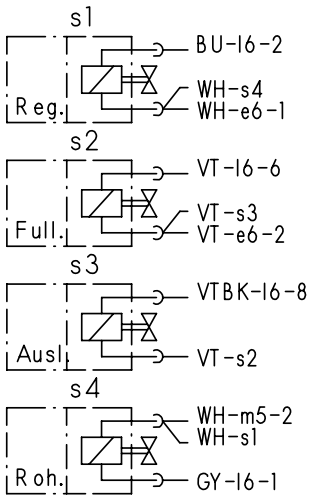 s1
BU-16-2
WH-s4
Reg. WH-e6-1
s2
VT-16-6
VT-s3
Full. VT-e6-2
s3
VTBK-16-8
Ausl. VT-s2
s4
WH-m5-2
WH-s1
Roh. GY-16-1